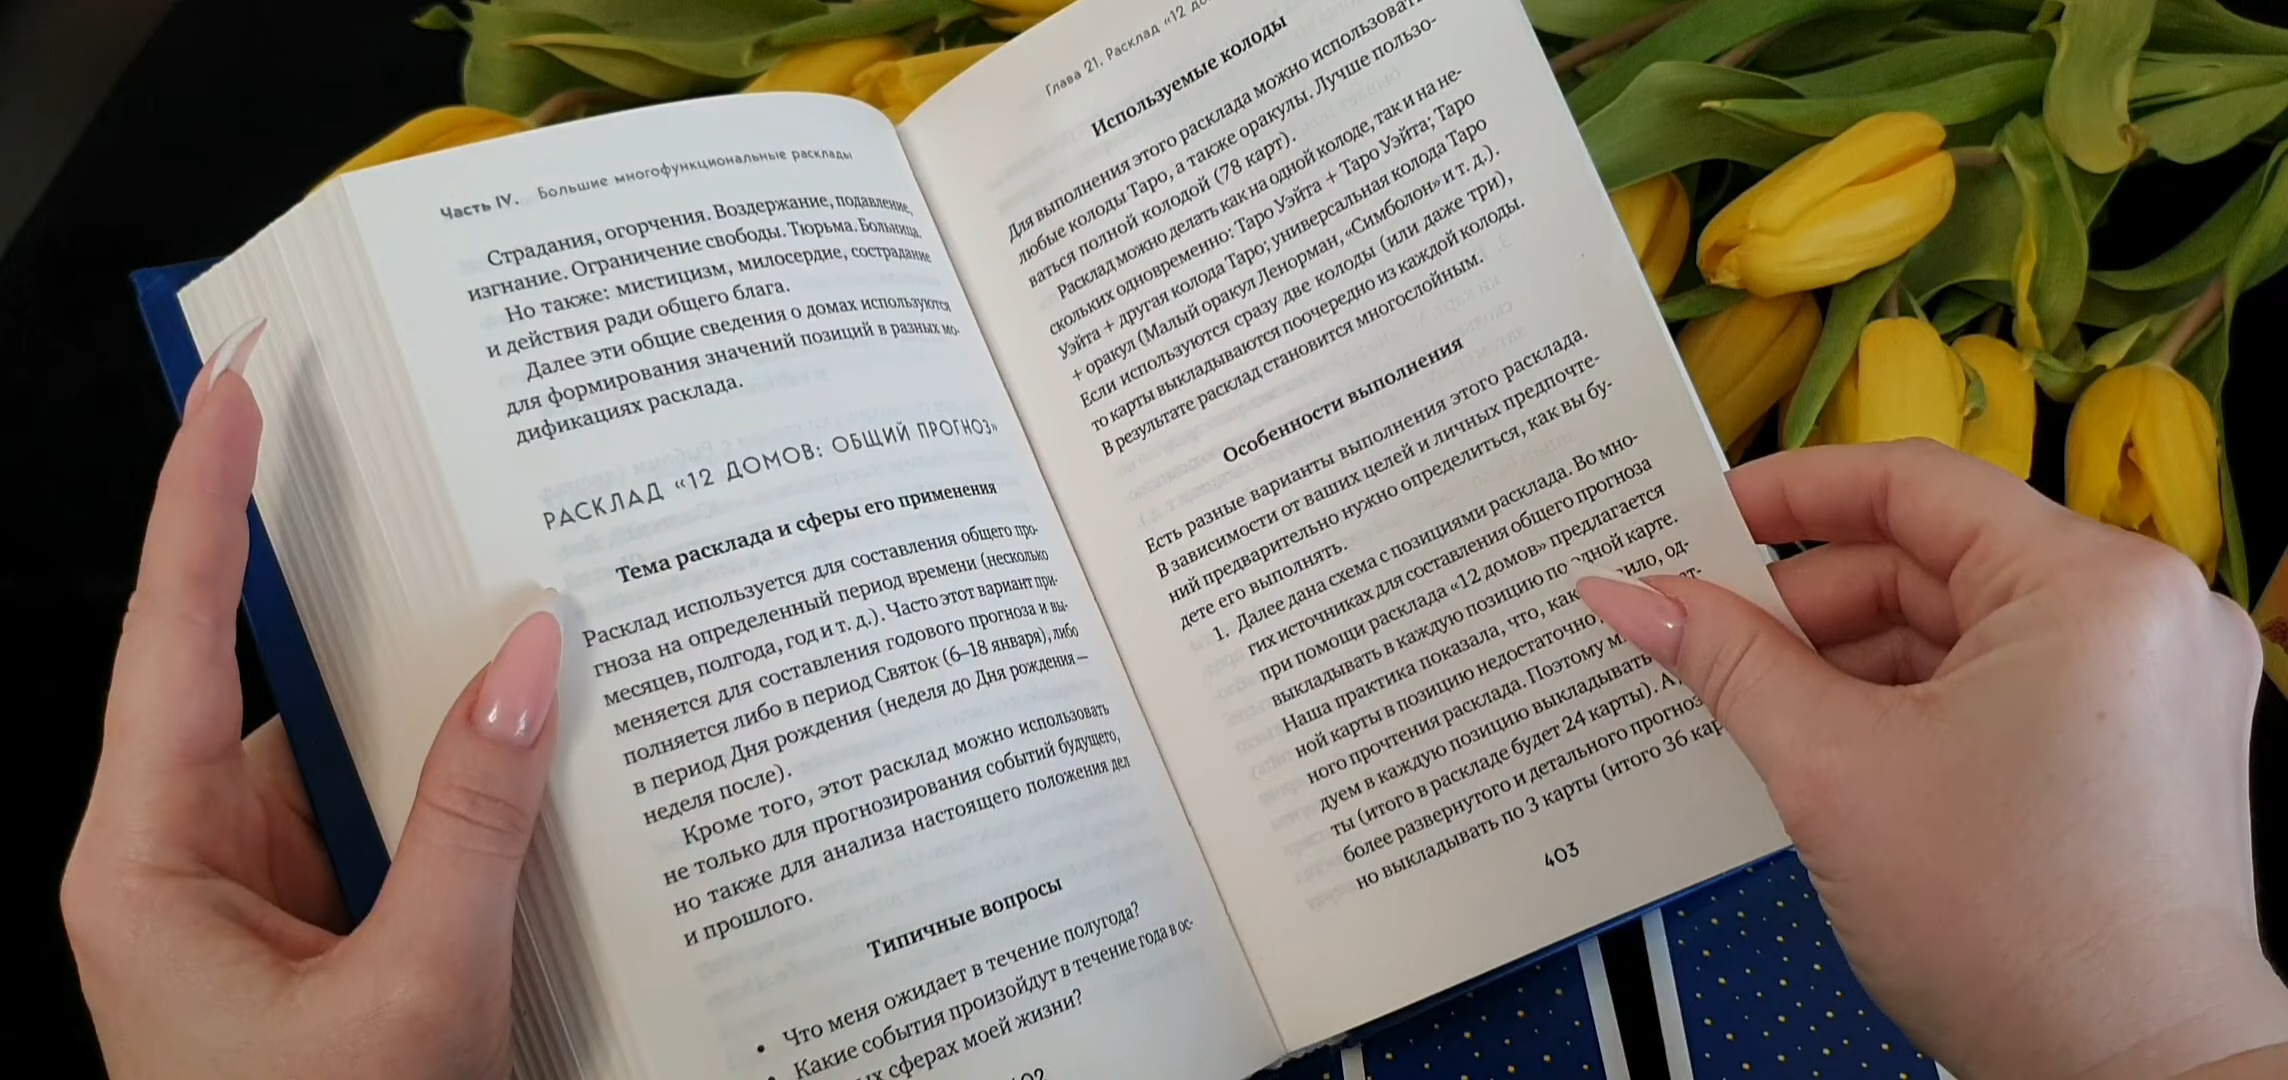 Часть IV. Большие многофункциональные расклады
Страдания, огорчения. Воздержание, подавление,
изгнание. Ограничение свободы. Тюрьма. Больница.
Но также: мистицизм, милосердие, сострадание
и действия ради общего блага.
Далее эти общие сведения о домах используются
для формирования значений позиций в разных мо-
дификациях расклада.
РАСКЛАД «12 ДОМОВ: ОБЩИЙ ПРОГНОЗ»
Тема расклада и сферы его применения
Расклад используется для составления общего про-
гноза на определенный период времени (несколько
месяцев, полгода, год и т. д.). Часто этот вариант при-
меняется для составления годового прогноза и вы-
полняется либо в период Святок (6–18 января), либо
в период Дня рождения (неделя до Дня рождения —
неделя после).
Кроме того, этот расклад можно использовать
не только для прогнозирования событий будущего,
но также для анализа настоящего положения дел
и прошлого.
Типичные вопросы
• Что меня ожидает в течение полугода?
• Какие события произойдут в течение года в ос-
сферах моей жизни?
Глава 21. Расклад «12
Используемые колоды
Для выполнения этого расклада можно использовать
любые колоды Таро, а также оракулы. Лучше пользо-
ваться полной колодой (78 карт).
Расклад можно делать как на одной колоде, так и на не-
скольких одновременно: Таро Уэйта + Таро Уэйта; Таро
Уэйта + другая колода Таро; универсальная колода Таро
+ оракул (Малый оракул Ленорман, «Симболон» и т. д.).
Если используются сразу две колоды (или даже три),
то карты выкладываются поочередно из каждой колоды.
В результате расклад становится многослойным.
Особенности выполнения
Есть разные варианты выполнения этого расклада.
В зависимости от ваших целей и личных предпочте-
ний предварительно нужно определиться, как вы бу-
дете его выполнять.
1. Далее дана схема с позициями расклада. Во мно-
гих источниках для составления общего прогноза
при помощи расклада «12 домов» предлагается
выкладывать в каждую позицию по одной карте.
Наша практика показала, что, как од-
ной карты в позицию недостаточно
ного прочтения расклада. Поэтому
дуем в каждую позицию выкладывать
ты (итого в раскладе будет 24 карты). А
более развернутого и детального прогноз
но выкладывать по 3 карты (итого 36
403